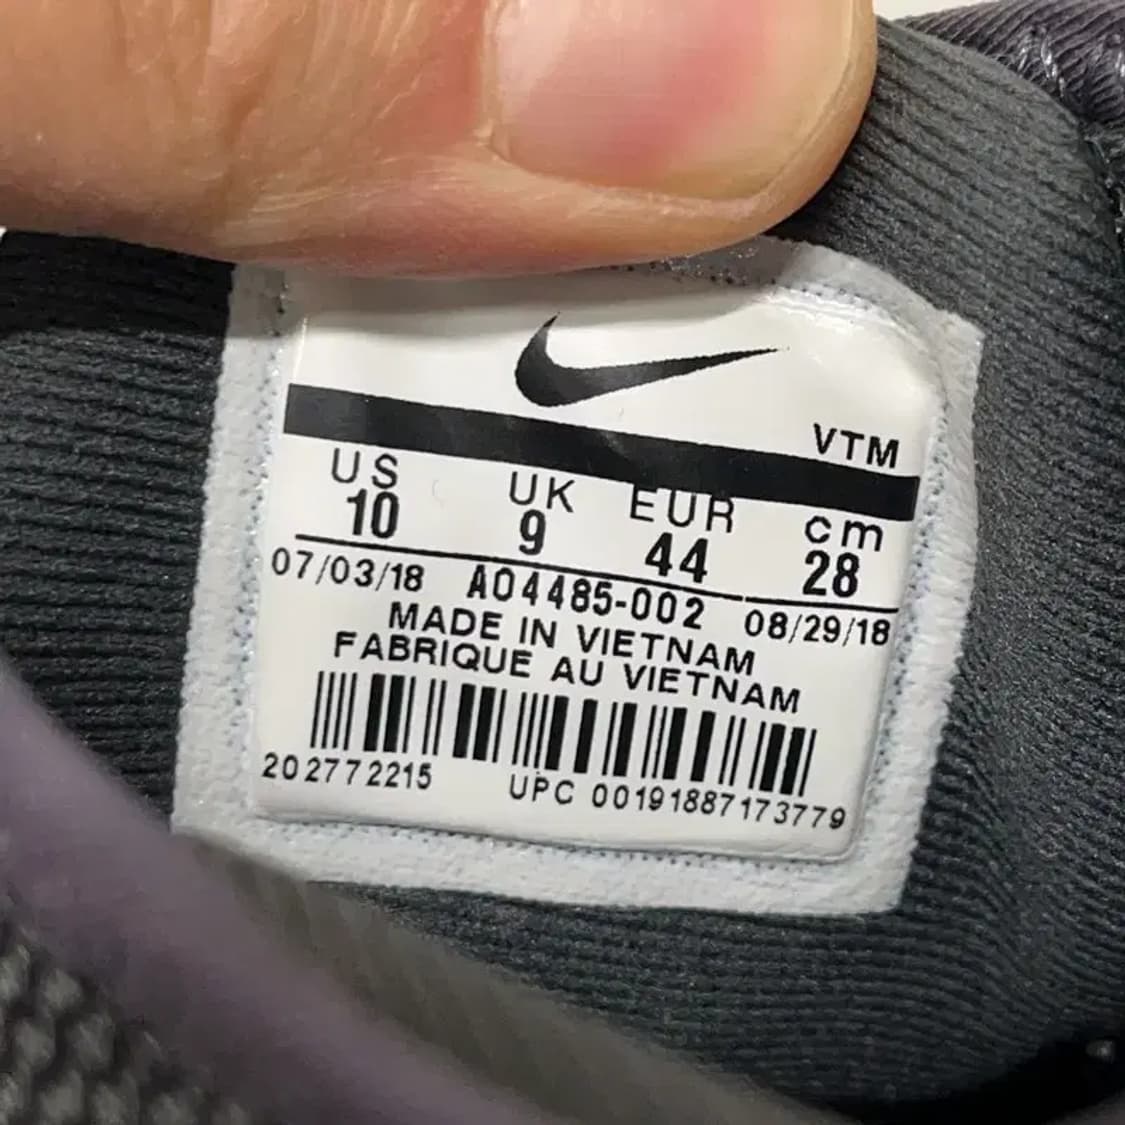 VTM
US UK EUR cm
10 9 44 28
07/03/18 AO4485-002 08/29/18
MADE IN VIETNAM
FABRIQUE AU VIETNAM
202772215 UPC 00191887173779